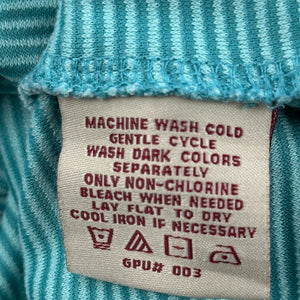 MACHINE WASH COLD
GENTLE CYCLE
WASH DARK COLORS
SEPARATELY
ONLY NON-CHLORINE
BLEACH WHEN NEEDED
LAY FLAT TO DRY
COOL IRON IF NECESSARY
GPU# 003